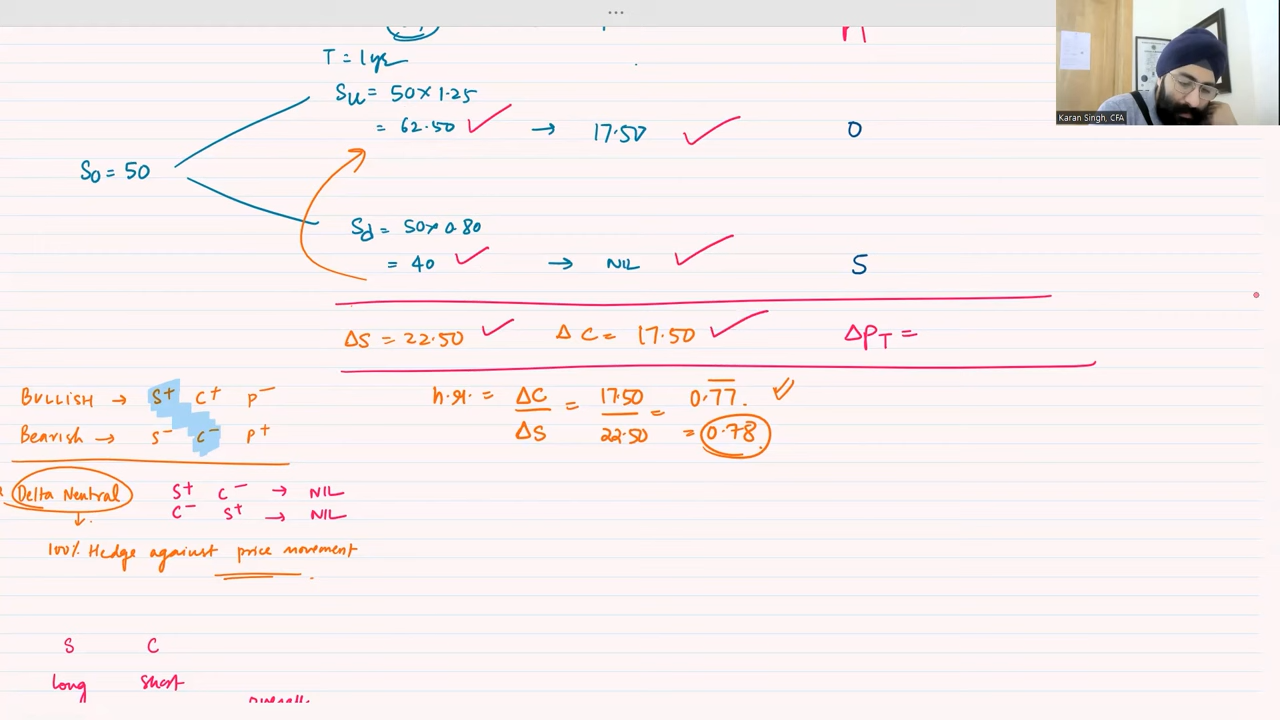 T = 1yr
Su = 50 × 1.25
= 62.50 → 17.50 0
S0 = 50
Sd = 50 × 0.80
= 40 → NIL 5
ΔS = 22.50 ΔC = 17.50 ΔPT =
BULLISH → S+ C+ P−
Bearish → S− C− P+
h.r. = ΔC/ΔS = 17.50/22.50 = 0.77.
= 0.78
Delta Neutral S+ C− → NIL
C− S+ → NIL
100% Hedge against price movement.
S C
long short
Karan Singh, CFA